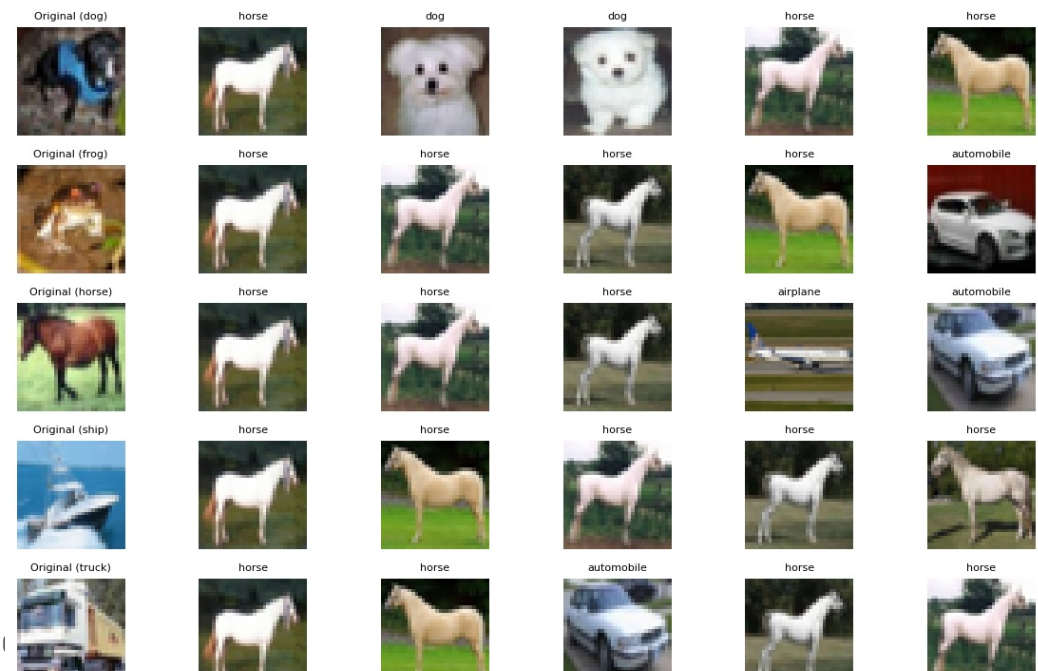 Original (dog) horse dog dog horse horse
Original (frog) horse horse horse horse automobile
Original (horse) horse horse horse airplane automobile
Original (ship) horse horse horse horse horse
Original (truck) horse horse automobile horse horse